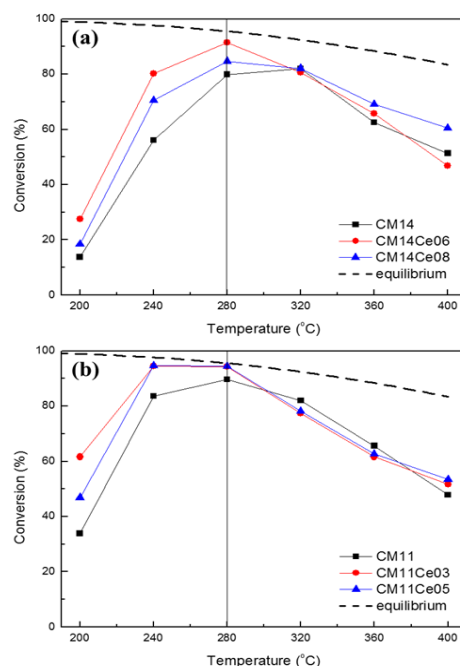 100
(a)
80
60
40
20
0
Conversion (%)
CM14
CM14Ce06
CM14Ce08
equilibrium
200 240 280 320 360 400
Temperature (°C)
100
(b)
80
60
40
20
0
Conversion (%)
CM11
CM11Ce03
CM11Ce05
equilibrium
200 240 280 320 360 400
Temperature (°C)